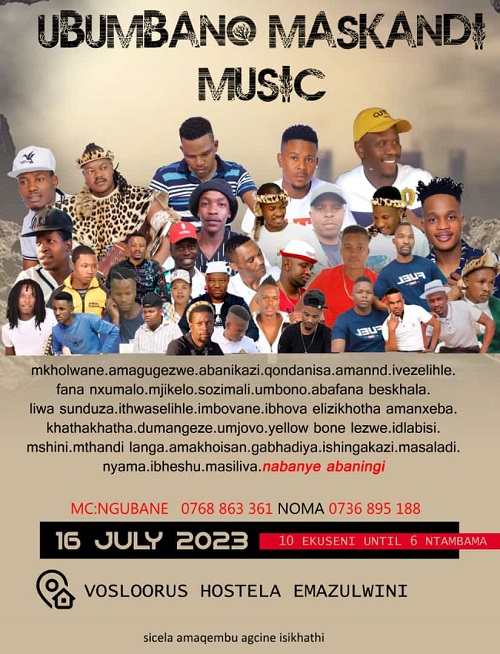 UBUMBANO MASKANDI
MUSIC
FUEL
mkholwane.amagugezwe.abanikazi.qondanisa.amannd.ivezelihle.
fana nxumalo.mjikelo.sozimali.umbono.abafana beskhala.
liwa sunduza.ithwaselihle.imbovane.ibhova elizikhotha amanxeba.
khathakhatha.dumangeze.umjovo.yellow bone lezwe.idlabisi.
mshini.mthandi langa.amakhoisan.gabhadiya.ishingakazi.masaladi.
nyama.ibheshu.masiliva.nabanye abaningi
MC:NGUBANE 0768 863 361 NOMA 0736 895 188
16 JULY 2023 10 EKUSENI UNTIL 6 NTAMBAMA
VOSLOORUS HOSTELA EMAZULWINI
sicela amaqembu agcine isikhathi